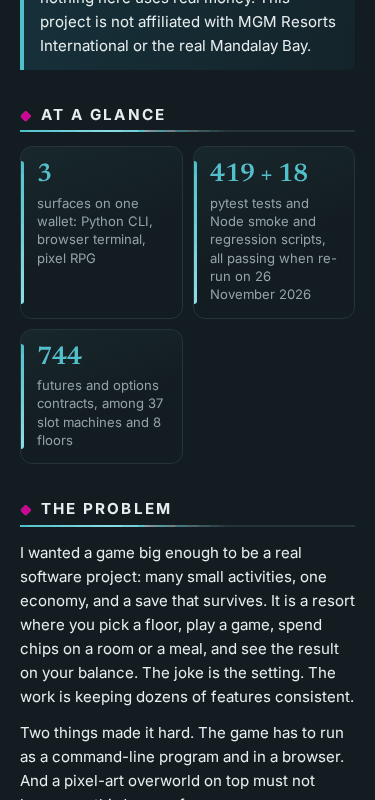 project is not affiliated with MGM Resorts
International or the real Mandalay Bay.
AT A GLANCE
3
surfaces on one
wallet: Python CLI,
browser terminal,
pixel RPG
419 + 18
pytest tests and
Node smoke and
regression scripts,
all passing when re-
run on 26
November 2026
744
futures and options
contracts, among 37
slot machines and 8
floors
THE PROBLEM
I wanted a game big enough to be a real
software project: many small activities, one
economy, and a save that survives. It is a resort
where you pick a floor, play a game, spend
chips on a room or a meal, and see the result
on your balance. The joke is the setting. The
work is keeping dozens of features consistent.
Two things made it hard. The game has to run
as a command-line program and in a browser.
And a pixel-art overworld on top must not